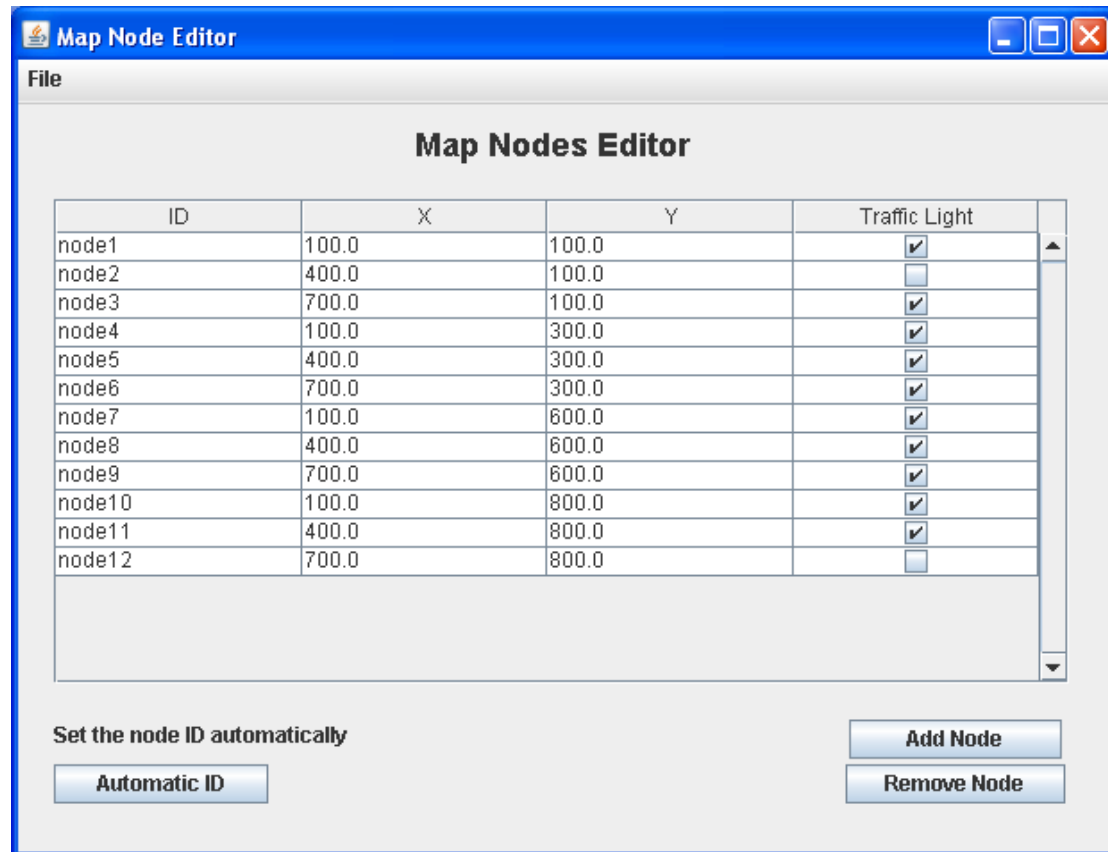 Map Node Editor
File
Map Nodes Editor
ID X Y Traffic Light
node1 100.0 100.0
node2 400.0 100.0
node3 700.0 100.0
node4 100.0 300.0
node5 400.0 300.0
node6 700.0 300.0
node7 100.0 600.0
node8 400.0 600.0
node9 700.0 600.0
node10 100.0 800.0
node11 400.0 800.0
node12 700.0 800.0
Set the node ID automatically
Add Node
Automatic ID
Remove Node